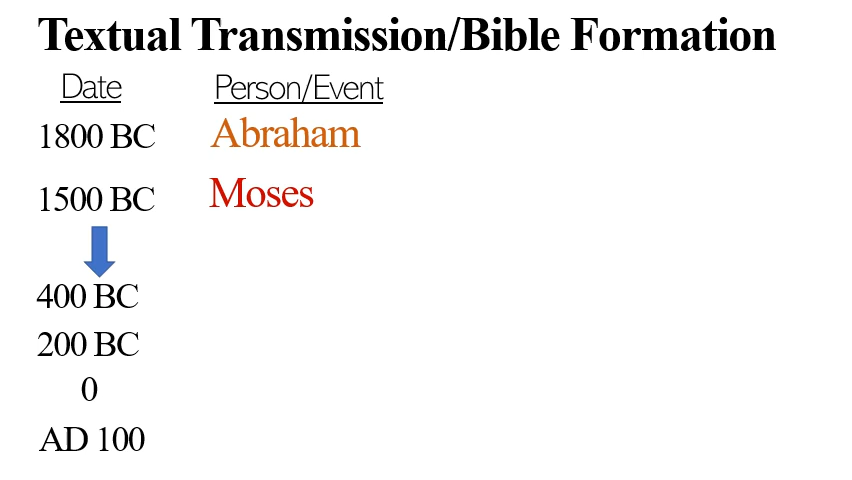 Textual Transmission/Bible Formation
Date Person/Event
1800 BC Abraham
1500 BC Moses
400 BC
200 BC
0
AD 100